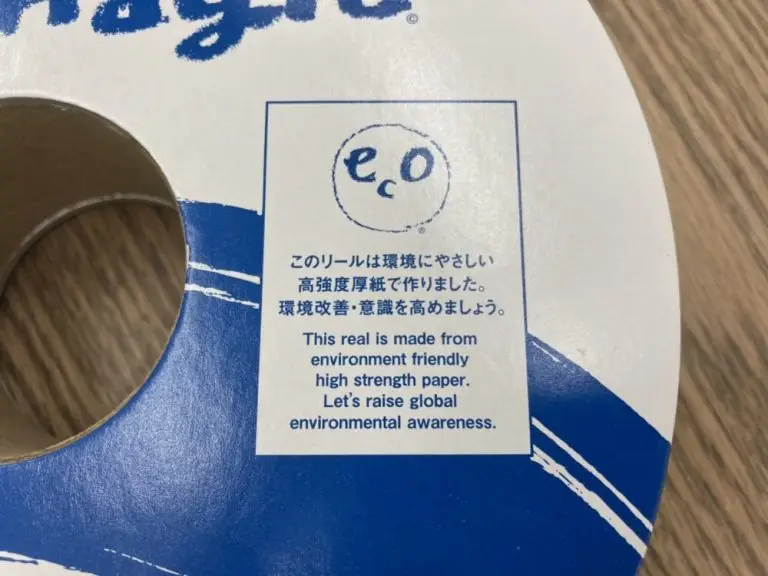 ©
eco
®
このリールは環境にやさしい
高強度厚紙で作りました。
環境改善・意識を高めましょう。
This real is made from
environment friendly
high strength paper.
Let's raise global
environmental awareness.